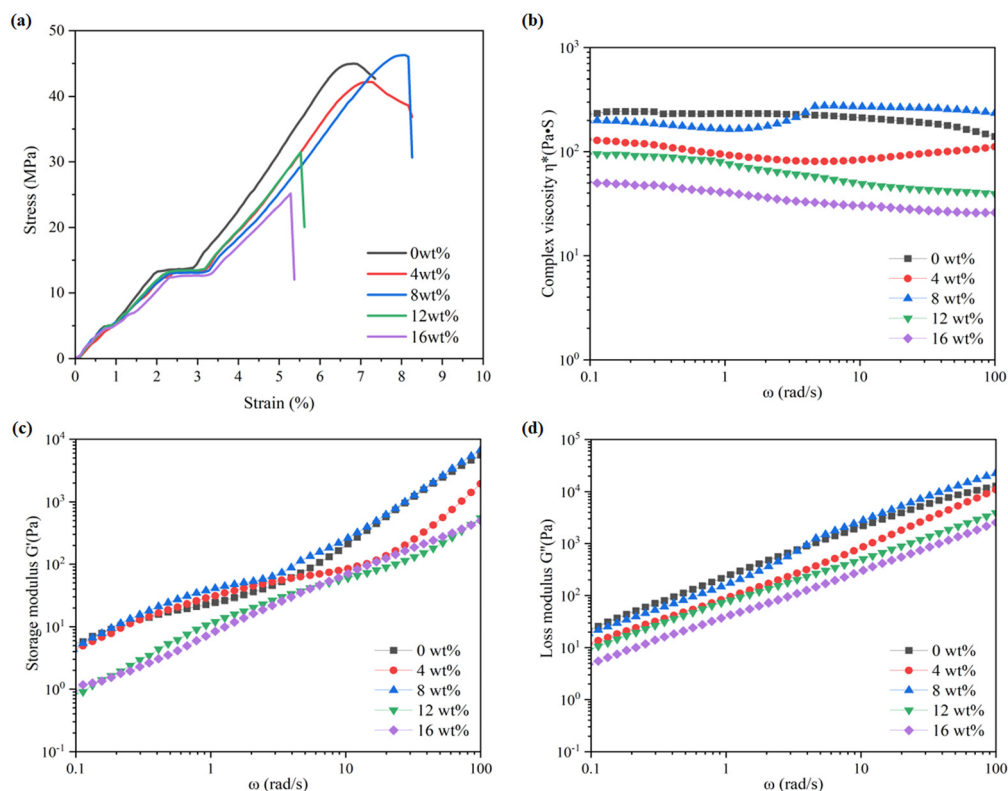 (a)
50
40
30
20
10
0
Stress (MPa)
0wt%
4wt%
8wt%
12wt%
16wt%
0 1 2 3 4 5 6 7 8 9 10
Strain (%)
(b)
10³
10²
10¹
10⁰
Complex viscosity η*(Pa•S )
0 wt%
4 wt%
8 wt%
12 wt%
16 wt%
0.1 1 10 100
ω (rad/s)
(c)
10⁴
10³
10²
10¹
10⁰
10⁻¹
Storage modulus G'(Pa)
0 wt%
4 wt%
8 wt%
12 wt%
16 wt%
0.1 1 10 100
ω (rad/s)
(d)
10⁵
10⁴
10³
10²
10¹
10⁰
10⁻¹
Loss modulus G''(Pa)
0 wt%
4 wt%
8 wt%
12 wt%
16 wt%
0.1 1 10 100
ω (rad/s)